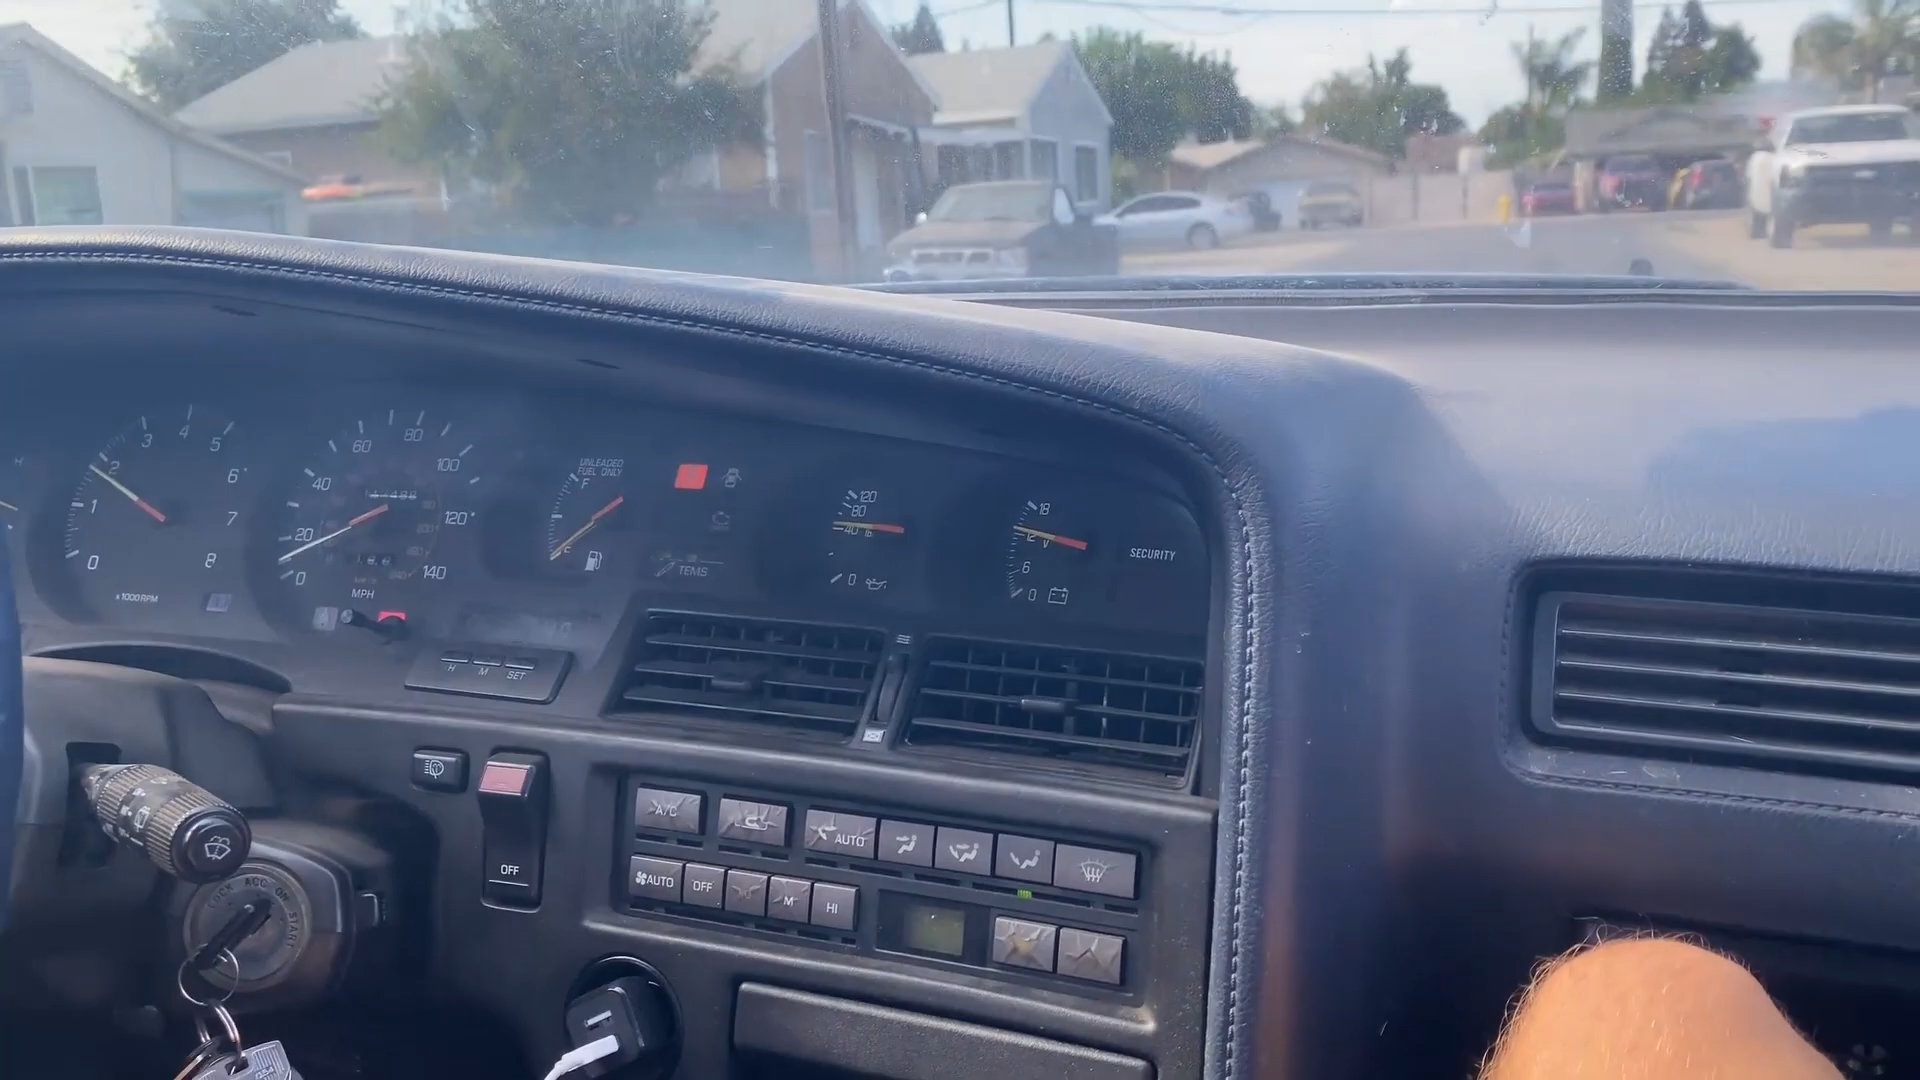 0
1
2
3
4
5
6
7
8
x1000RPM
0
20
40
60
80
100
120
140
MPH
UNLEADED
FUEL ONLY
F
E
TEMS
120
80
40
0
18
12
V
6
0
SECURITY
H
M
SET
OFF
A/C
AUTO
AUTO
OFF
M
HI
LOCK ACC ON START